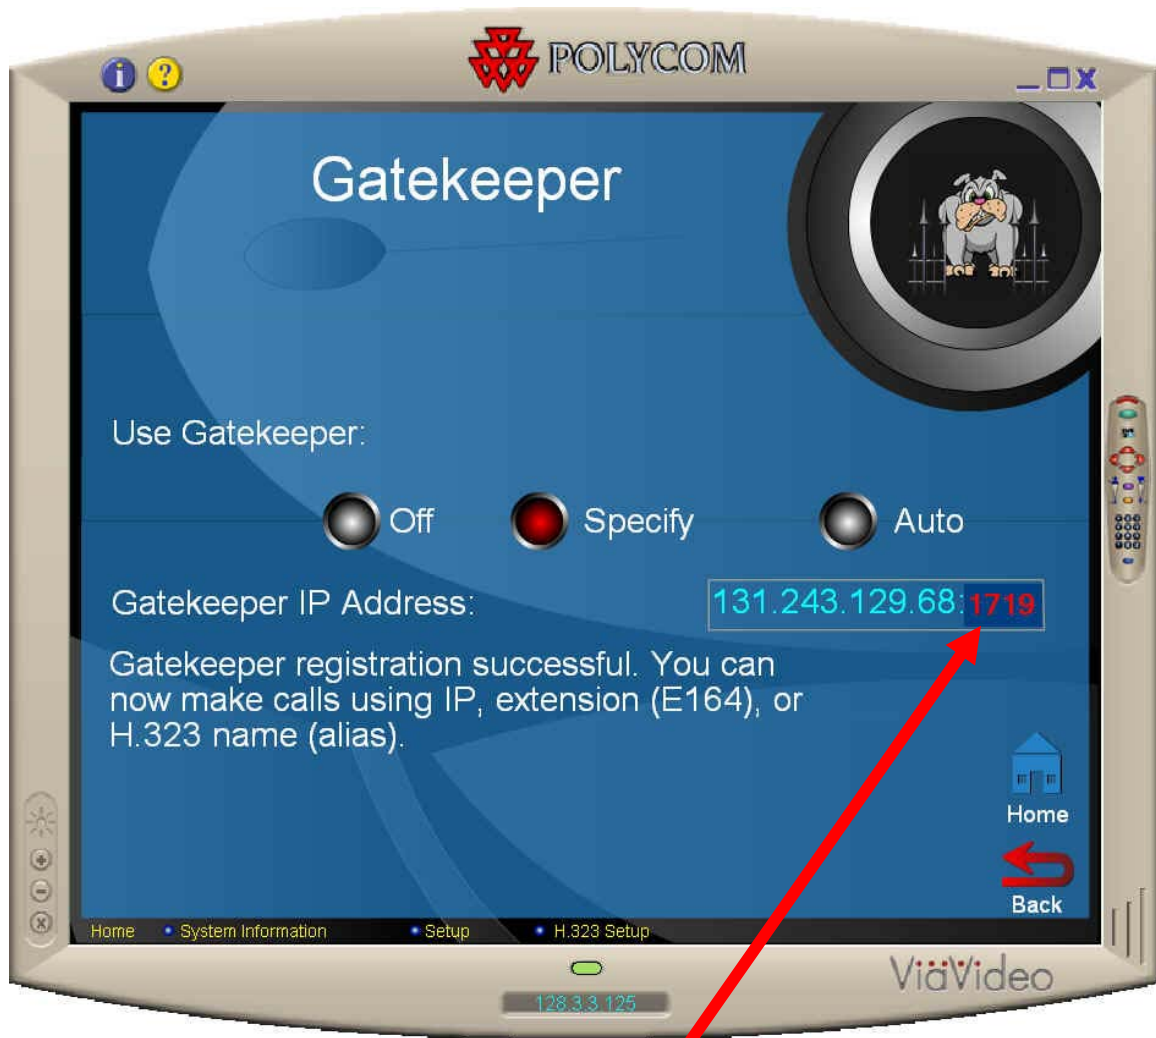 POLYCOM
Gatekeeper
Use Gatekeeper:
Off Specify Auto
Gatekeeper IP Address: 131.243.129.68:1719
Gatekeeper registration successful. You can
now make calls using IP, extension (E164), or
H.323 name (alias).
Home
Back
Home System Information Setup H.323 Setup
ViaVideo
128.3.3.125